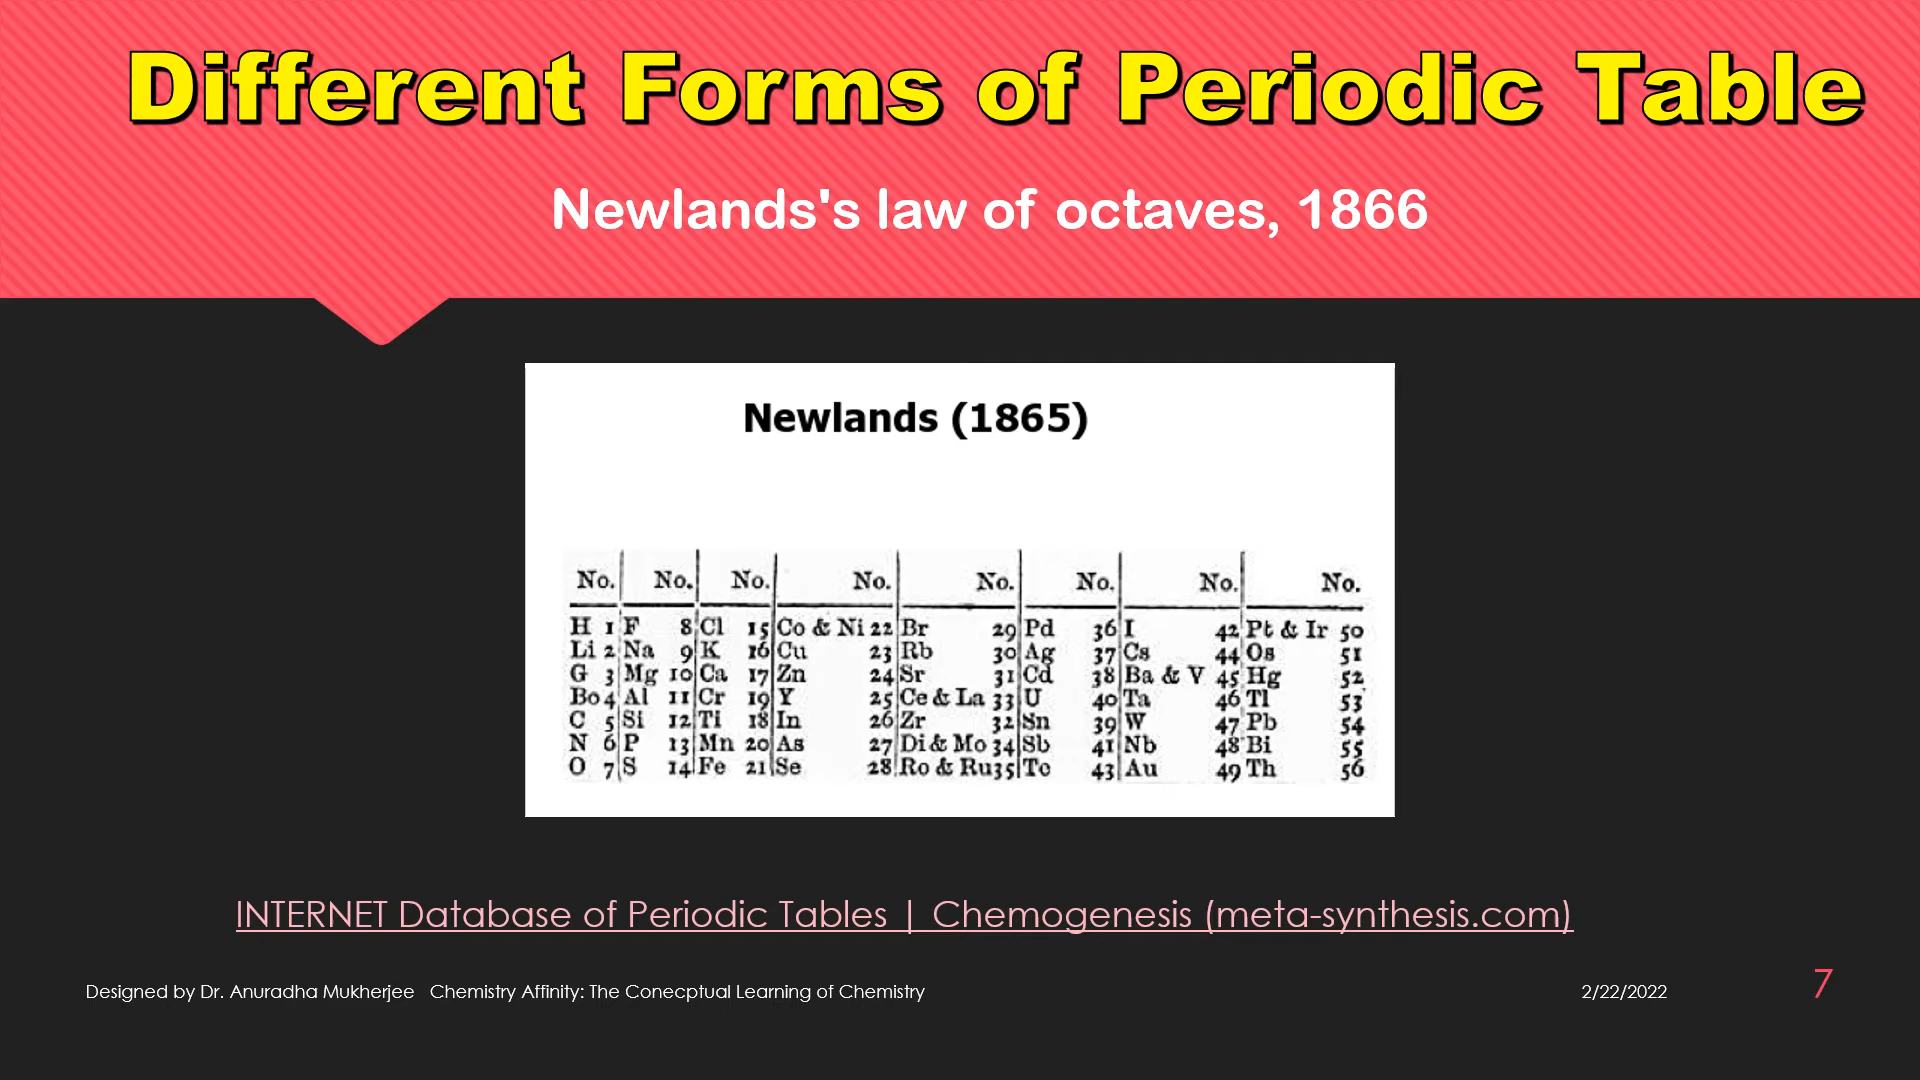 Different Forms of Periodic Table
Newlands's law of octaves, 1866
Newlands (1865)
No. No. No. No. No. No. No. No.
H 1 F 8 Cl 15 Co & Ni 22 Br 29 Pd 36 I 42 Pt & Ir 50
Li 2 Na 9 K 16 Cu 23 Rb 30 Ag 37 Cs 44 Os 51
G 3 Mg 10 Ca 17 Zn 24 Sr 31 Cd 38 Ba & V 45 Hg 52
Bo 4 Al 11 Cr 19 Y 25 Ce & La 33 U 40 Ta 46 Tl 53
C 5 Si 12 Ti 18 In 26 Zr 32 Sn 39 W 47 Pb 54
N 6 P 13 Mn 20 As 27 Di & Mo 34 Sb 41 Nb 48 Bi 55
O 7 S 14 Fe 21 Se 28 Ro & Ru 35 Te 43 Au 49 Th 56
INTERNET Database of Periodic Tables | Chemogenesis (meta-synthesis.com)
Designed by Dr. Anuradha Mukherjee Chemistry Affinity: The Conecptual Learning of Chemistry 2/22/2022 7